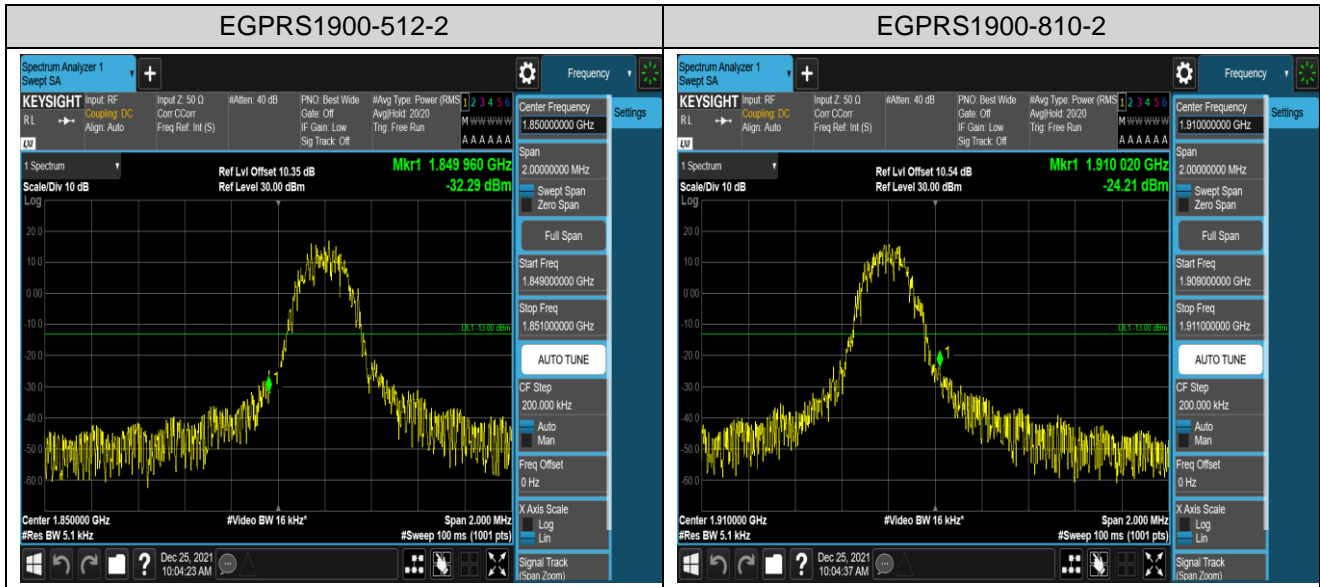 EGPRS1900-512-2
EGPRS1900-810-2
Spectrum Analyzer 1
Swept SA
+
Frequency
Settings
KEYSIGHT
RL
LXI
Input: RF
Coupling: DC
Align: Auto
Input Z: 50 Ω
Corr CCorr
Freq Ref: Int (S)
#Atten: 40 dB
PNO: Best Wide
Gate: Off
IF Gain: Low
Sig Track: Off
#Avg Type: Power (RMS
Avg|Hold: 20/20
Trig: Free Run
1 2 3 4 5 6
M W W W W W
A A A A A A
1 Spectrum
Scale/Div 10 dB
Log
Ref Lvl Offset 10.35 dB
Ref Level 30.00 dBm
Mkr1 1.849 960 GHz
-32.29 dBm
20.0
10.0
0.00
-10.0
-20.0
-30.0
-40.0
-50.0
-60.0
DL1 -13.00 dBm
1
Center 1.850000 GHz
#Video BW 16 kHz*
Span 2.000 MHz
#Res BW 5.1 kHz
#Sweep 100 ms (1001 pts)
Center Frequency
1.850000000 GHz
Span
2.00000000 MHz
Swept Span
Zero Span
Full Span
Start Freq
1.849000000 GHz
Stop Freq
1.851000000 GHz
AUTO TUNE
CF Step
200.000 kHz
Auto
Man
Freq Offset
0 Hz
X Axis Scale
Log
Lin
Signal Track
(Span Zoom)
?
Dec 25, 2021
10:04:23 AM
Spectrum Analyzer 1
Swept SA
+
Frequency
Settings
KEYSIGHT
RL
LXI
Input: RF
Coupling: DC
Align: Auto
Input Z: 50 Ω
Corr CCorr
Freq Ref: Int (S)
#Atten: 40 dB
PNO: Best Wide
Gate: Off
IF Gain: Low
Sig Track: Off
#Avg Type: Power (RMS
Avg|Hold: 20/20
Trig: Free Run
1 2 3 4 5 6
M W W W W W
A A A A A A
1 Spectrum
Scale/Div 10 dB
Log
Ref Lvl Offset 10.54 dB
Ref Level 30.00 dBm
Mkr1 1.910 020 GHz
-24.21 dBm
20.0
10.0
0.00
-10.0
-20.0
-30.0
-40.0
-50.0
-60.0
DL1 -13.00 dBm
1
Center 1.910000 GHz
#Video BW 16 kHz*
Span 2.000 MHz
#Res BW 5.1 kHz
#Sweep 100 ms (1001 pts)
Center Frequency
1.910000000 GHz
Span
2.00000000 MHz
Swept Span
Zero Span
Full Span
Start Freq
1.909000000 GHz
Stop Freq
1.911000000 GHz
AUTO TUNE
CF Step
200.000 kHz
Auto
Man
Freq Offset
0 Hz
X Axis Scale
Log
Lin
Signal Track
(Span Zoom)
?
Dec 25, 2021
10:04:37 AM